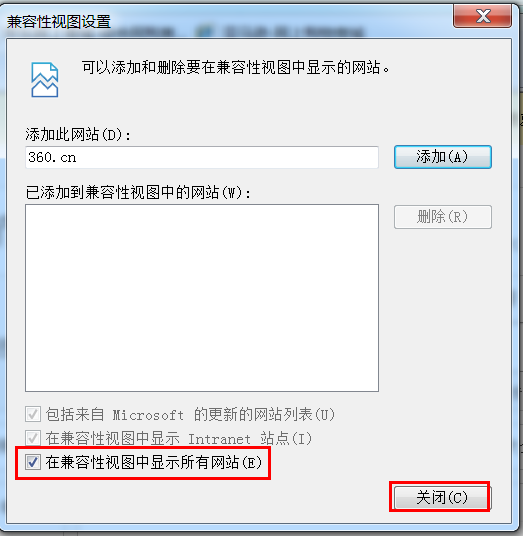 兼容性视图设置
可以添加和删除要在兼容性视图中显示的网站。
添加此网站(D):
360.cn
添加(A)
已添加到兼容性视图中的网站(W):
删除(R)
包括来自 Microsoft 的更新的网站列表(U)
在兼容性视图中显示 Intranet 站点(I)
在兼容性视图中显示所有网站(E)
关闭(C)